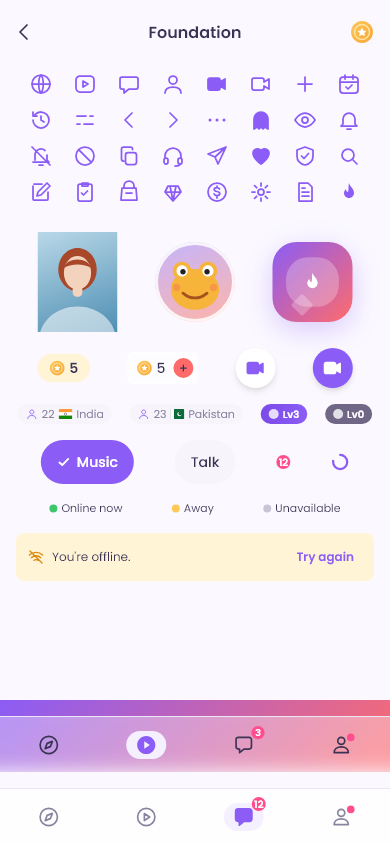 Foundation
5
5
22 India
23 Pakistan
Lv3
Lv0
Music
Talk
12
Online now
Away
Unavailable
You're offline.
Try again
3
12